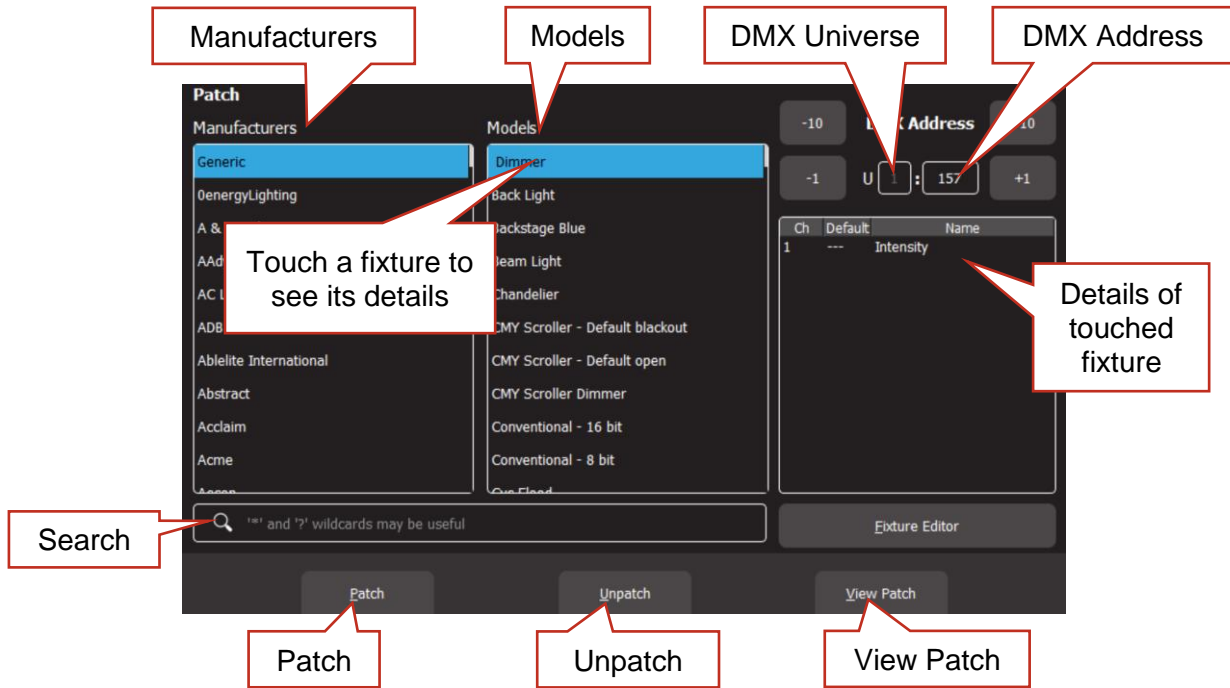 Manufacturers
Models
DMX Universe
DMX Address
Patch
Manufacturers
Models
-10
Address
Generic
Dimmer
-1
U 1 : 157
+1
0energyLighting
Back Light
A &
Backstage Blue
Ch Default Name
1 --- Intensity
AAd
Beam Light
Touch a fixture to
see its details
AC L
Chandelier
Details of
touched
fixture
ADB
CMY Scroller - Default blackout
Ablelite International
CMY Scroller - Default open
Abstract
CMY Scroller Dimmer
Acclaim
Conventional - 16 bit
Acme
Conventional - 8 bit
Search
'*' and '?' wildcards may be useful
Fixture Editor
Patch
Unpatch
View Patch
Patch
Unpatch
View Patch